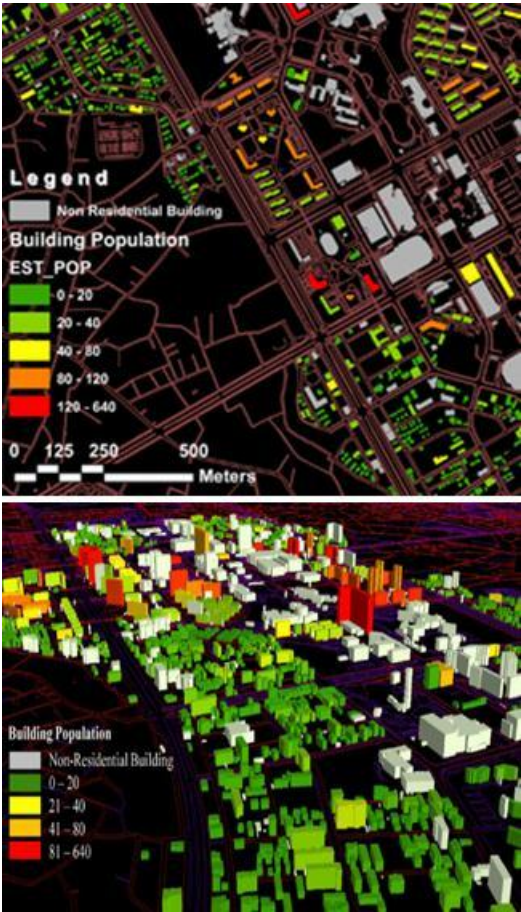 Legend
Non Residential Building
Building Population
EST_POP
0 - 20
20 - 40
40 - 80
80 - 120
120 - 640
0 125 250 500
Meters
Building Population
Non-Residential Building
0 – 20
21 – 40
41 – 80
81 – 640